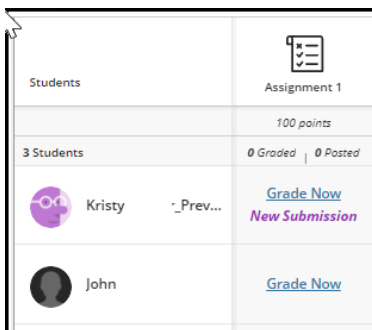 Students
Assignment 1
100 points
3 Students
0 Graded | 0 Posted
Kristy
r_Prev...
Grade Now
New Submission
John
Grade Now